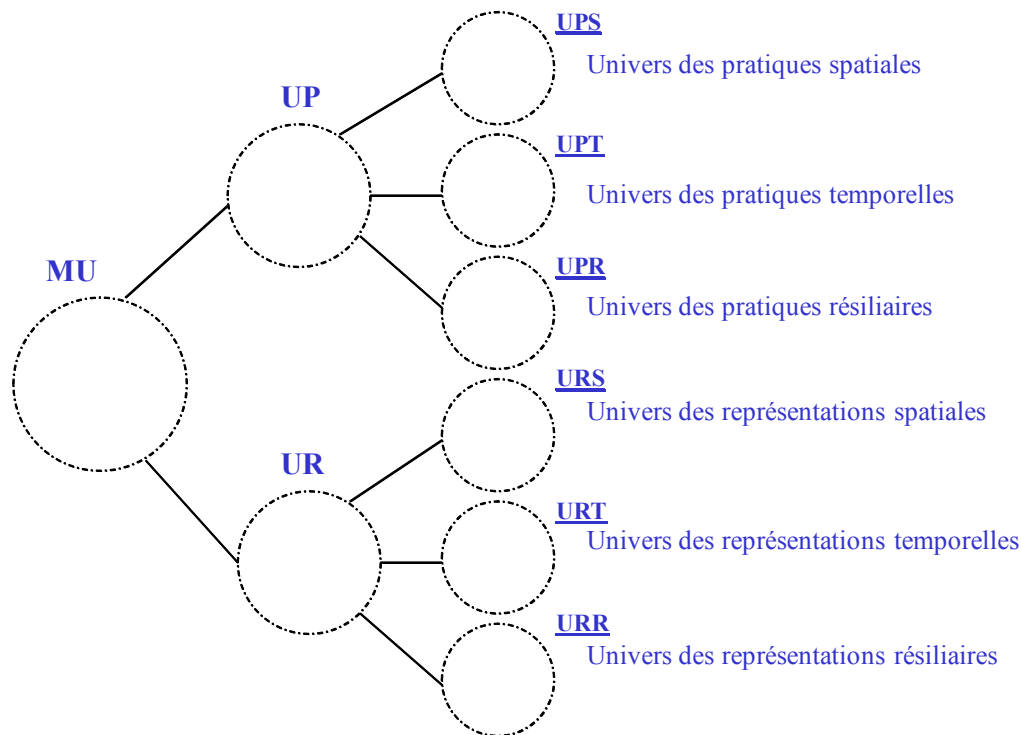 UPS
Univers des pratiques spatiales
UP
UPT
Univers des pratiques temporelles
MU
UPR
Univers des pratiques résiliaires
URS
Univers des représentations spatiales
UR
URT
Univers des représentations temporelles
URR
Univers des représentations résiliaires